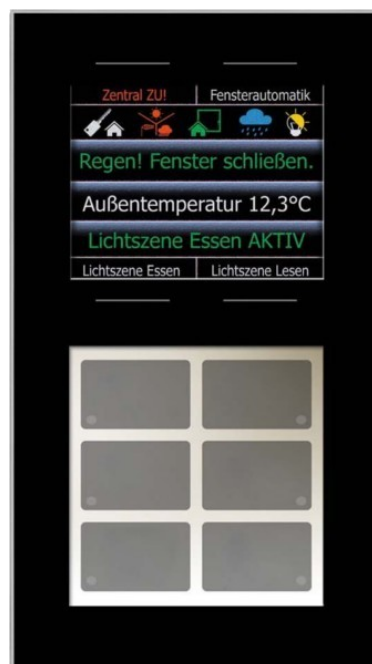 Zentral ZU! Fensterautomatik
Regen! Fenster schließen.
Außentemperatur 12,3°C
Lichtszene Essen AKTIV
Lichtszene Essen Lichtszene Lesen